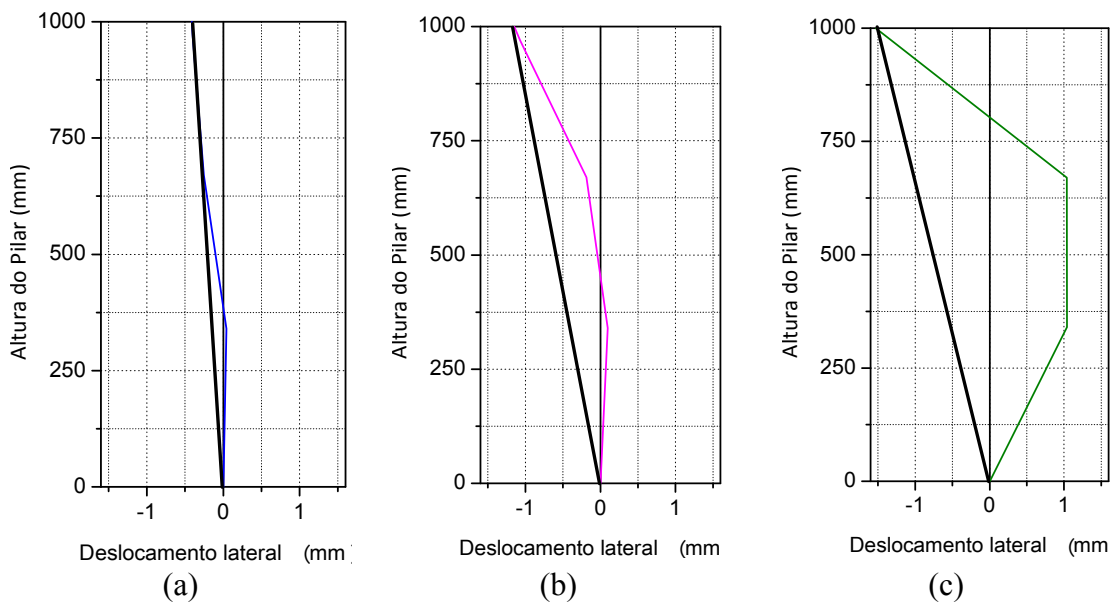 1000
750
500
250
0
Altura do Pilar (mm)
-1 0 1
Deslocamento lateral (mm )
(a)
1000
750
500
250
0
Altura do Pilar (mm)
-1 0 1
Deslocamento lateral (mm
(b)
1000
750
500
250
0
Altura do Pilar (mm)
-1 0 1
Deslocamento lateral (mm
(c)